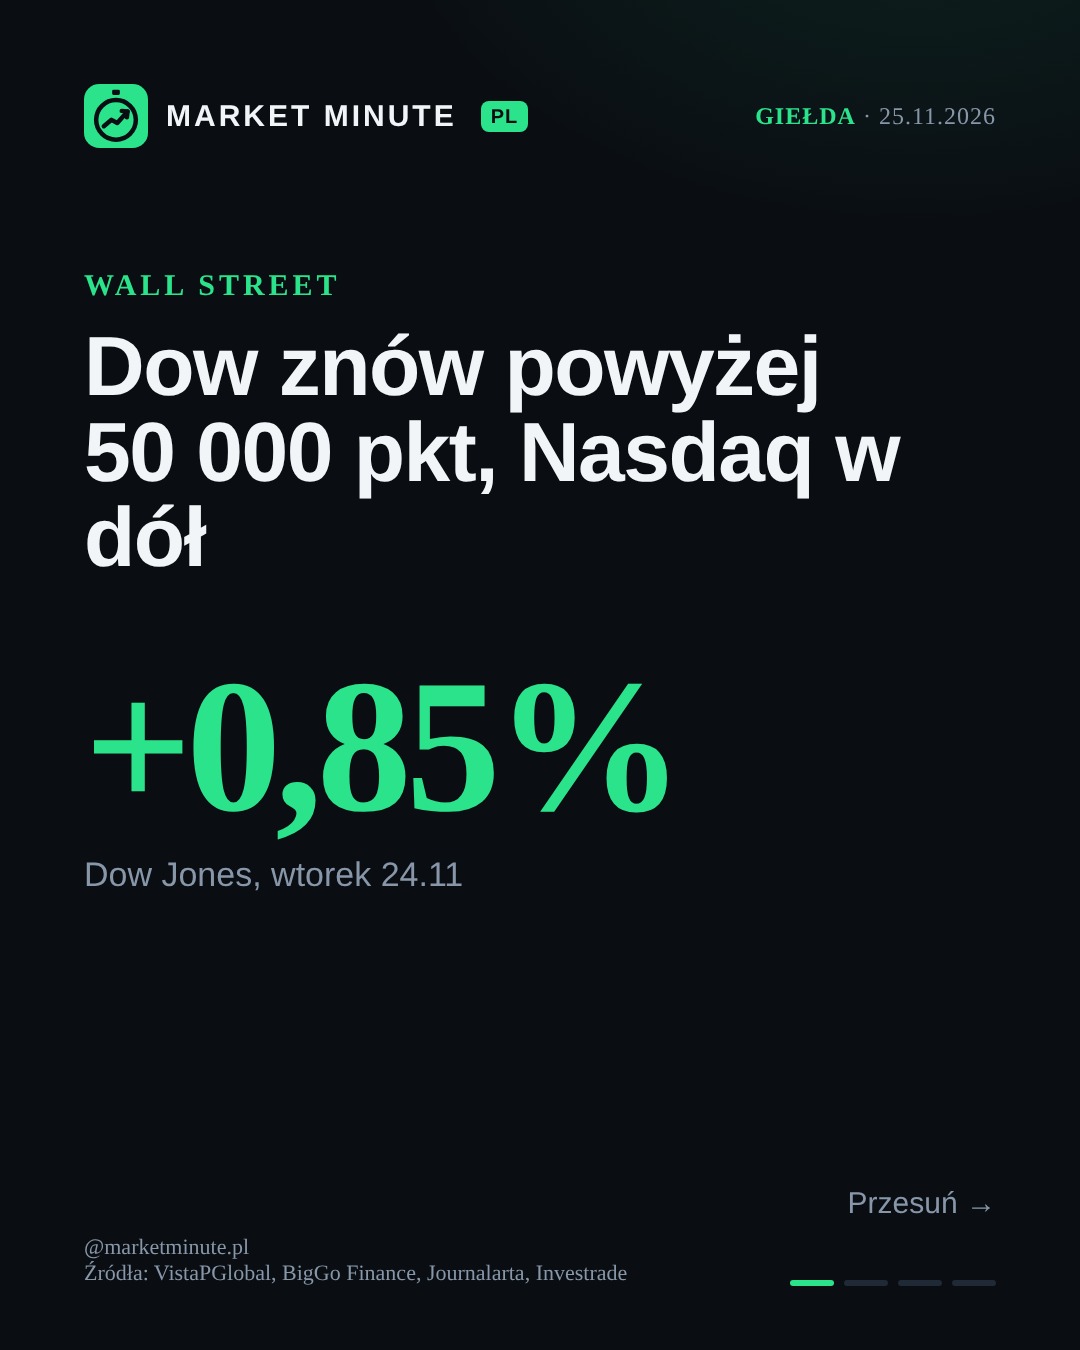 MARKET MINUTE PL
GIEŁDA · 25.11.2026
WALL STREET
Dow znów powyżej
50 000 pkt, Nasdaq w
dół
+0,85%
Dow Jones, wtorek 24.11
Przesuń →
@marketminute.pl
Źródła: VistaPGlobal, BigGo Finance, Journalarta, Investrade